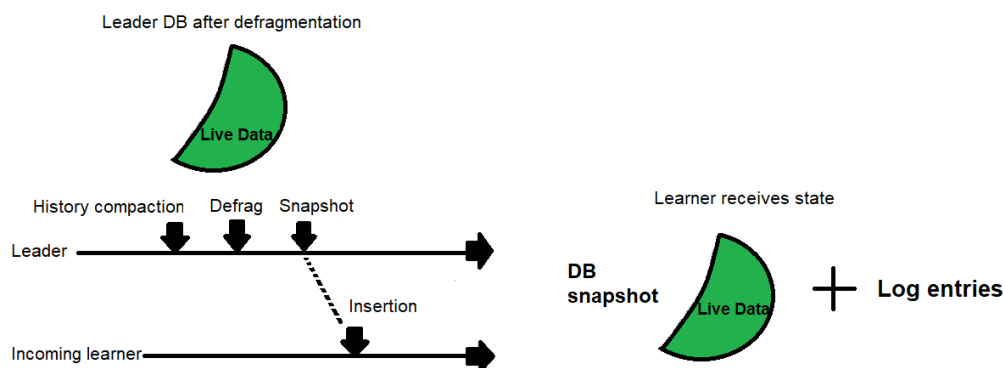 Leader DB after defragmentation
Live Data
History compaction Defrag Snapshot
Leader
Insertion
Incoming learner
Learner receives state
DB
snapshot
Live Data
Log entries